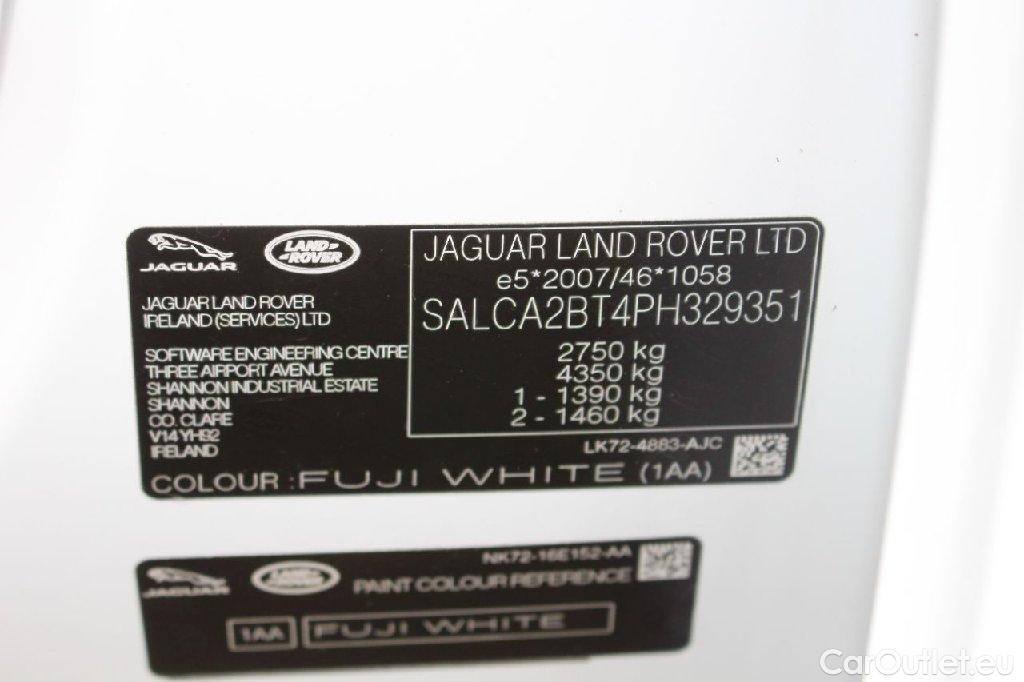 JAGUAR
LAND ROVER
JAGUAR LAND ROVER
IRELAND (SERVICES) LTD
SOFTWARE ENGINEERING CENTRE
THREE AIRPORT AVENUE
SHANNON INDUSTRIAL ESTATE
SHANNON
CO. CLARE
V14 YH92
IRELAND
JAGUAR LAND ROVER LTD
e5*2007/46*1058
SALCA2BT4PH329351
2750 kg
4350 kg
1 - 1390 kg
2 - 1460 kg
LK72-4883-AJC
COLOUR : FUJI WHITE (1AA)
NK72-16E152-AA
JAGUAR
LAND ROVER
PAINT COLOUR REFERENCE
1AA FUJI WHITE
CarOutlet.eu